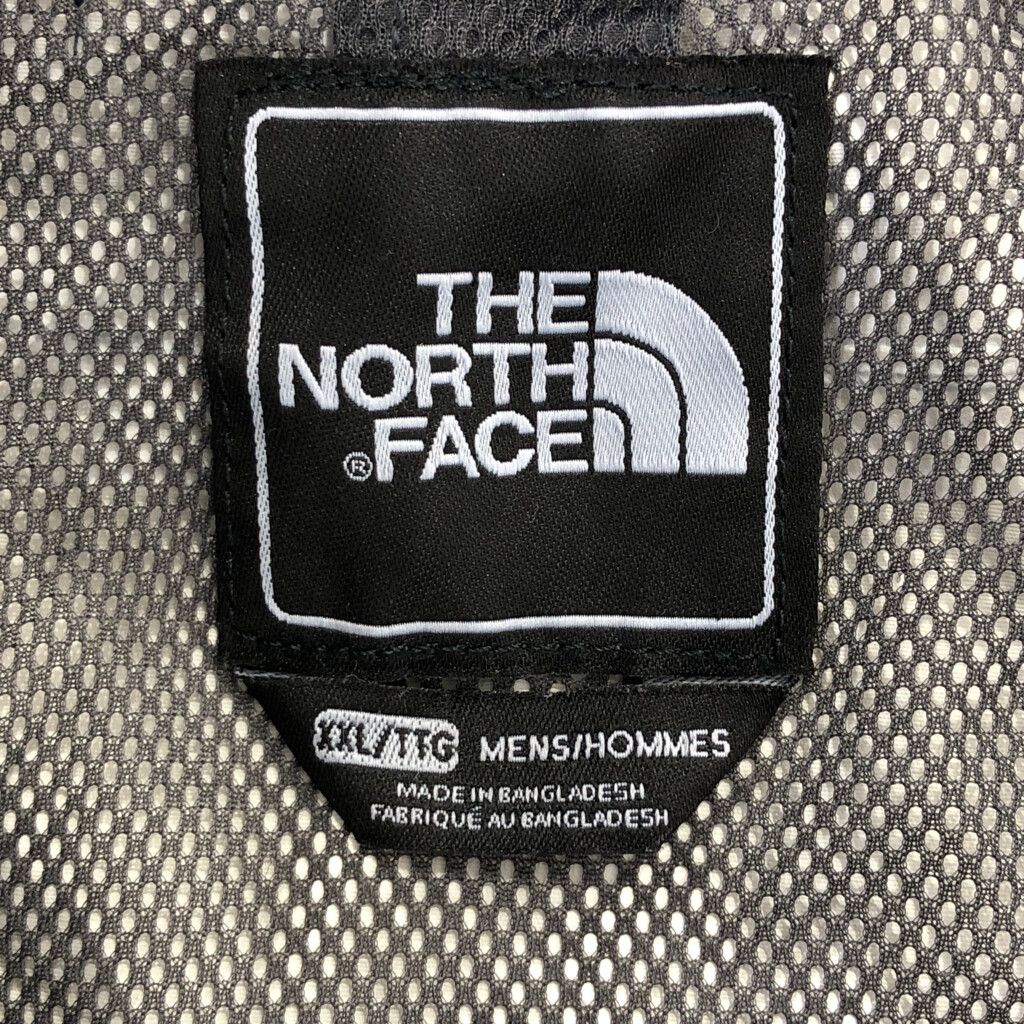 THE
NORTH
FACE
®
XXL/TTG MENS/HOMMES
MADE IN BANGLADESH
FABRIQUÉ AU BANGLADESH